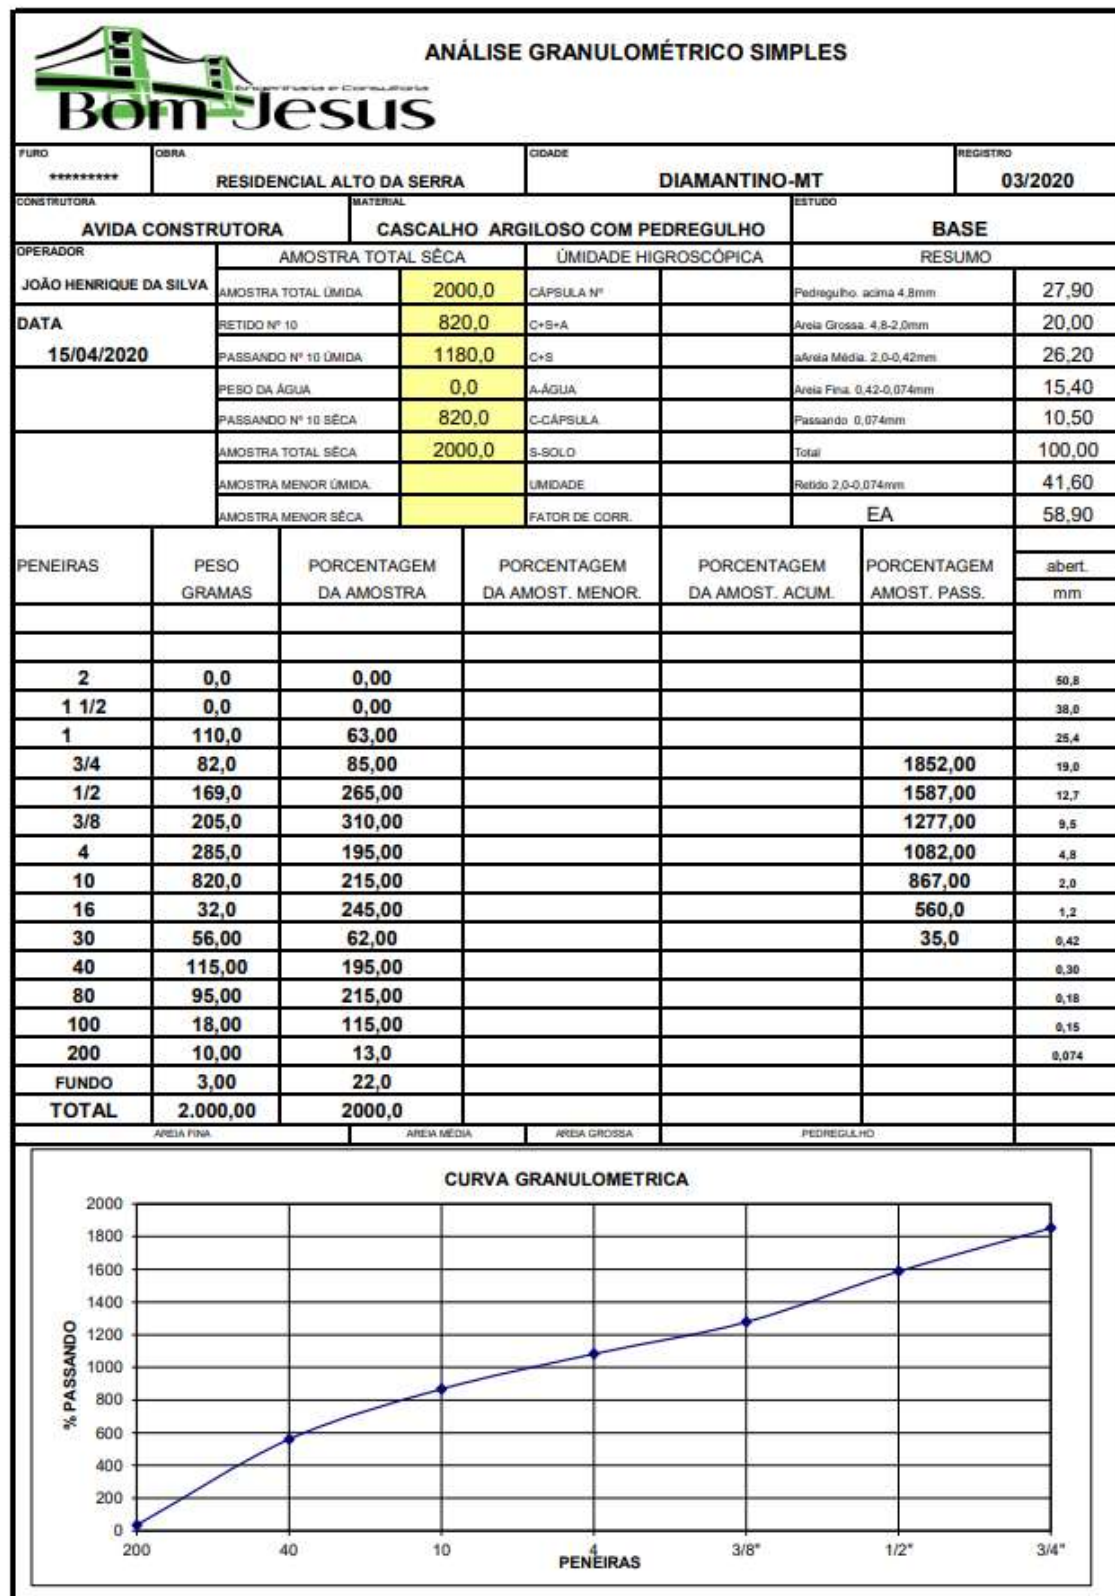 ANÁLISE GRANULOMÉTRICO SIMPLES
Engenharia e Consultoria
Bom Jesus
FURO OBRA CIDADE REGISTRO
********* RESIDENCIAL ALTO DA SERRA DIAMANTINO-MT 03/2020
CONSTRUTORA MATERIAL ESTUDO
AVIDA CONSTRUTORA CASCALHO ARGILOSO COM PEDREGULHO BASE
OPERADOR AMOSTRA TOTAL SÊCA ÚMIDADE HIGROSCÓPICA RESUMO
JOÃO HENRIQUE DA SILVA AMOSTRA TOTAL ÚMIDA 2000,0 CÁPSULA Nº Pedregulho. acima 4,8mm 27,90
DATA RETIDO Nº 10 820,0 C+S+A Areia Grossa. 4,8-2,0mm 20,00
15/04/2020 PASSANDO Nº 10 ÚMIDA 1180,0 C+S aAreia Média. 2,0-0,42mm 26,20
PESO DA ÁGUA 0,0 A-ÁGUA Areia Fina. 0,42-0,074mm 15,40
PASSANDO Nº 10 SÊCA 820,0 C-CÁPSULA Passando 0,074mm 10,50
AMOSTRA TOTAL SÊCA 2000,0 S-SOLO Total 100,00
AMOSTRA MENOR ÚMIDA. UMIDADE Retido 2,0-0,074mm 41,60
AMOSTRA MENOR SÊCA FATOR DE CORR. EA 58,90
PENEIRAS PESO PORCENTAGEM PORCENTAGEM PORCENTAGEM PORCENTAGEM abert.
GRAMAS DA AMOSTRA DA AMOST. MENOR. DA AMOST. ACUM. AMOST. PASS. mm
2 0,0 0,00 50,8
1 1/2 0,0 0,00 38,0
1 110,0 63,00 25,4
3/4 82,0 85,00 1852,00 19,0
1/2 169,0 265,00 1587,00 12,7
3/8 205,0 310,00 1277,00 9,5
4 285,0 195,00 1082,00 4,8
10 820,0 215,00 867,00 2,0
16 32,0 245,00 560,0 1,2
30 56,00 62,00 35,0 0,42
40 115,00 195,00 0,30
80 95,00 215,00 0,18
100 18,00 115,00 0,15
200 10,00 13,0 0,074
FUNDO 3,00 22,0
TOTAL 2.000,00 2000,0
AREIA FINA AREIA MÉDIA AREIA GROSSA PEDREGULHO
CURVA GRANULOMETRICA
2000
1800
1600
1400
1200
1000
800
600
400
200
0
% PASSANDO
200 40 10 4 3/8" 1/2" 3/4"
PENEIRAS